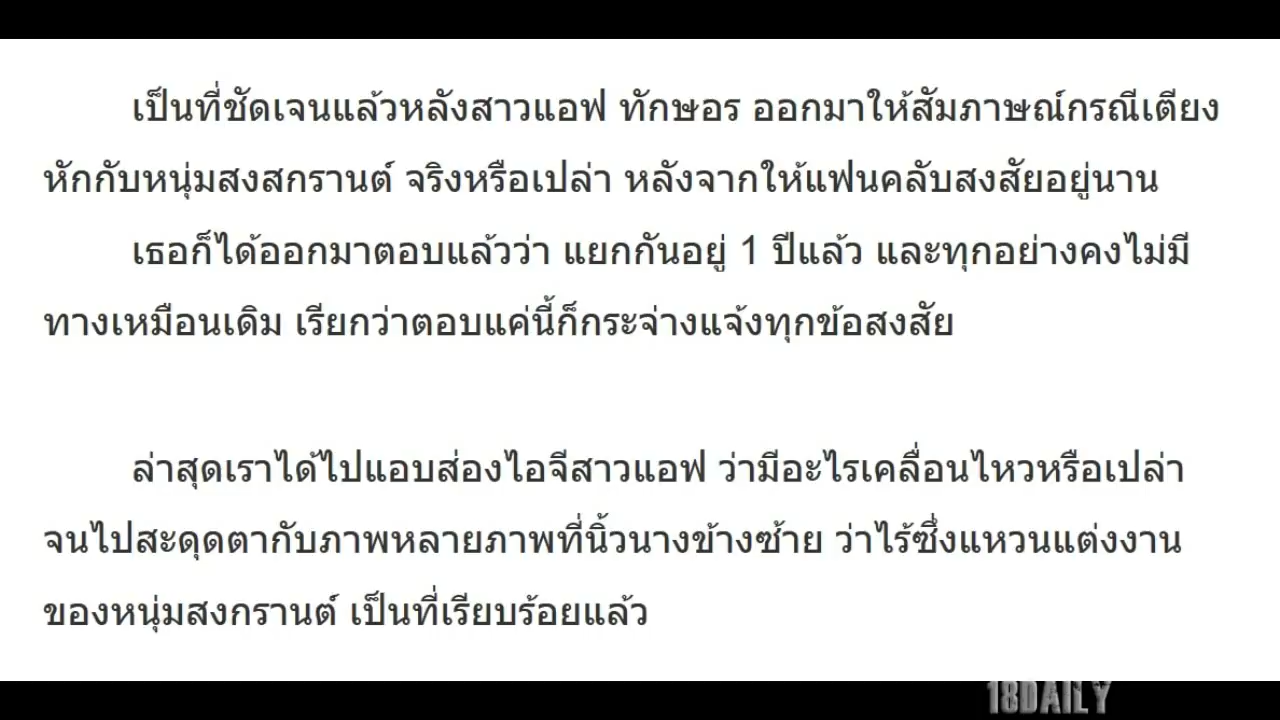 เป็นที่ชัดเจนแล้วหลังสาวแอฟ ทักษอร ออกมาให้สัมภาษณ์กรณีเตียง
หักกับหนุ่มสงสกรานต์ จริงหรือเปล่า หลังจากให้แฟนคลับสงสัยอยู่นาน
เธอก็ได้ออกมาตอบแล้วว่า แยกกันอยู่ 1 ปีแล้ว และทุกอย่างคงไม่มี
ทางเหมือนเดิม เรียกว่าตอบแค่นี้ก็กระจ่างแจ้งทุกข้อสงสัย
ล่าสุดเราได้ไปแอบส่องไอจีสาวแอฟ ว่ามีอะไรเคลื่อนไหวหรือเปล่า
จนไปสะดุดตากับภาพหลายภาพที่นิ้วนางข้างซ้าย ว่าไร้ซึ่งแหวนแต่งงาน
ของหนุ่มสงกรานต์ เป็นที่เรียบร้อยแล้ว
18DAILY